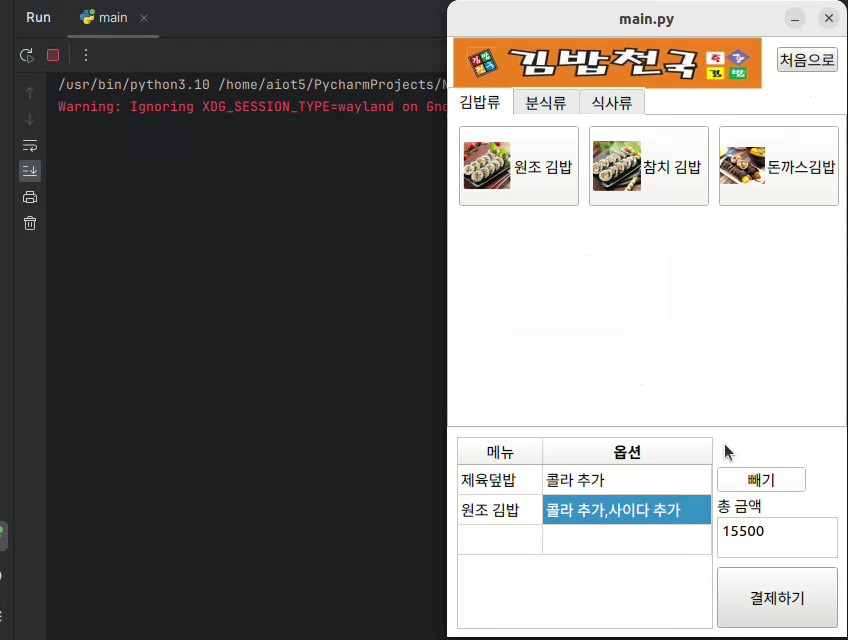 Run
main
/usr/bin/python3.10 /home/aiot5/PycharmProjects/
Warning: Ignoring XDG_SESSION_TYPE=wayland on Gno
main.py
김밥천국
처음으로
김밥류
분식류
식사류
원조 김밥
참치 김밥
돈까스김밥
메뉴
옵션
제육덮밥
콜라 추가
원조 김밥
콜라 추가,사이다 추가
빼기
총 금액
15500
결제하기